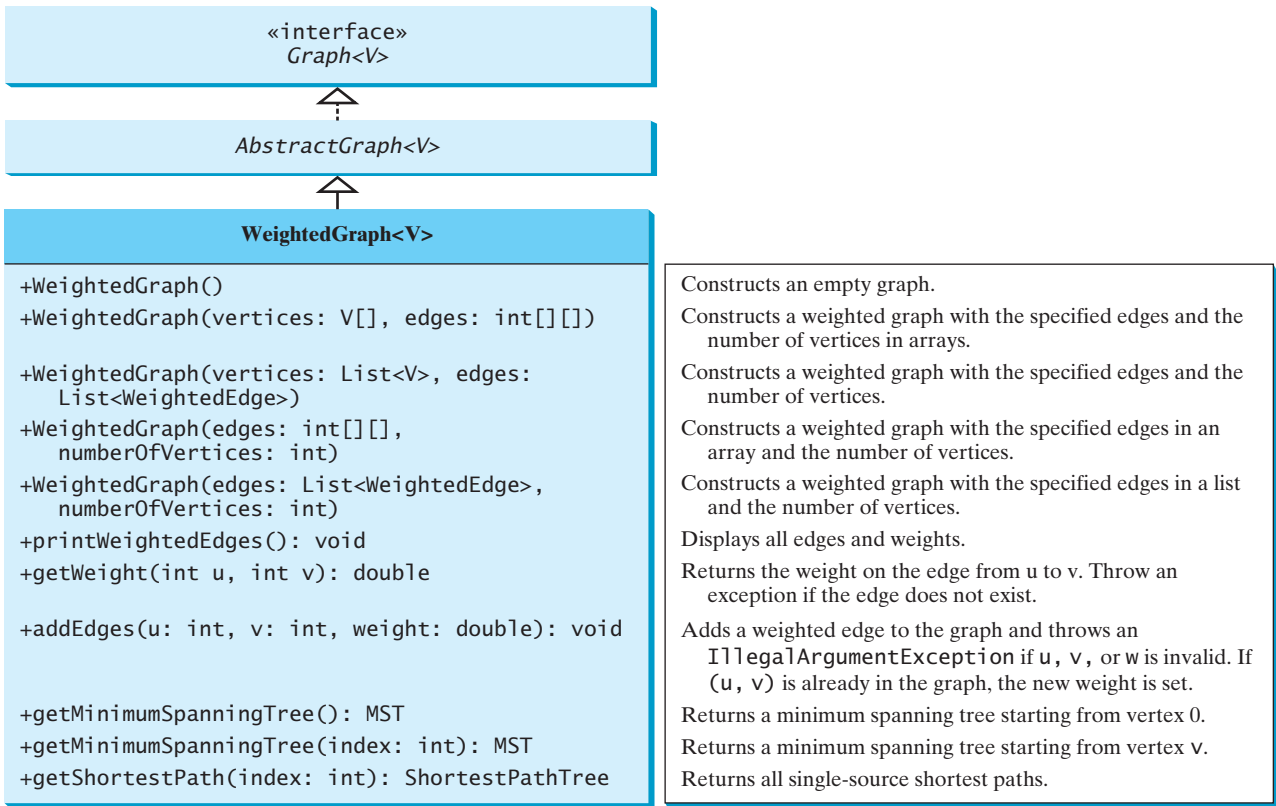 «interface»
Graph<V>
AbstractGraph<V>
WeightedGraph<V>
+WeightedGraph()
+WeightedGraph(vertices: V[], edges: int[][])
+WeightedGraph(vertices: List<V>, edges:
List<WeightedEdge>)
+WeightedGraph(edges: int[][],
numberOfVertices: int)
+WeightedGraph(edges: List<WeightedEdge>,
numberOfVertices: int)
+printWeightedEdges(): void
+getWeight(int u, int v): double
+addEdges(u: int, v: int, weight: double): void
+getMinimumSpanningTree(): MST
+getMinimumSpanningTree(index: int): MST
+getShortestPath(index: int): ShortestPathTree
Constructs an empty graph.
Constructs a weighted graph with the specified edges and the
number of vertices in arrays.
Constructs a weighted graph with the specified edges and the
number of vertices.
Constructs a weighted graph with the specified edges in an
array and the number of vertices.
Constructs a weighted graph with the specified edges in a list
and the number of vertices.
Displays all edges and weights.
Returns the weight on the edge from u to v. Throw an
exception if the edge does not exist.
Adds a weighted edge to the graph and throws an
IllegalArgumentException if u, v, or w is invalid. If
(u, v) is already in the graph, the new weight is set.
Returns a minimum spanning tree starting from vertex 0.
Returns a minimum spanning tree starting from vertex v.
Returns all single-source shortest paths.